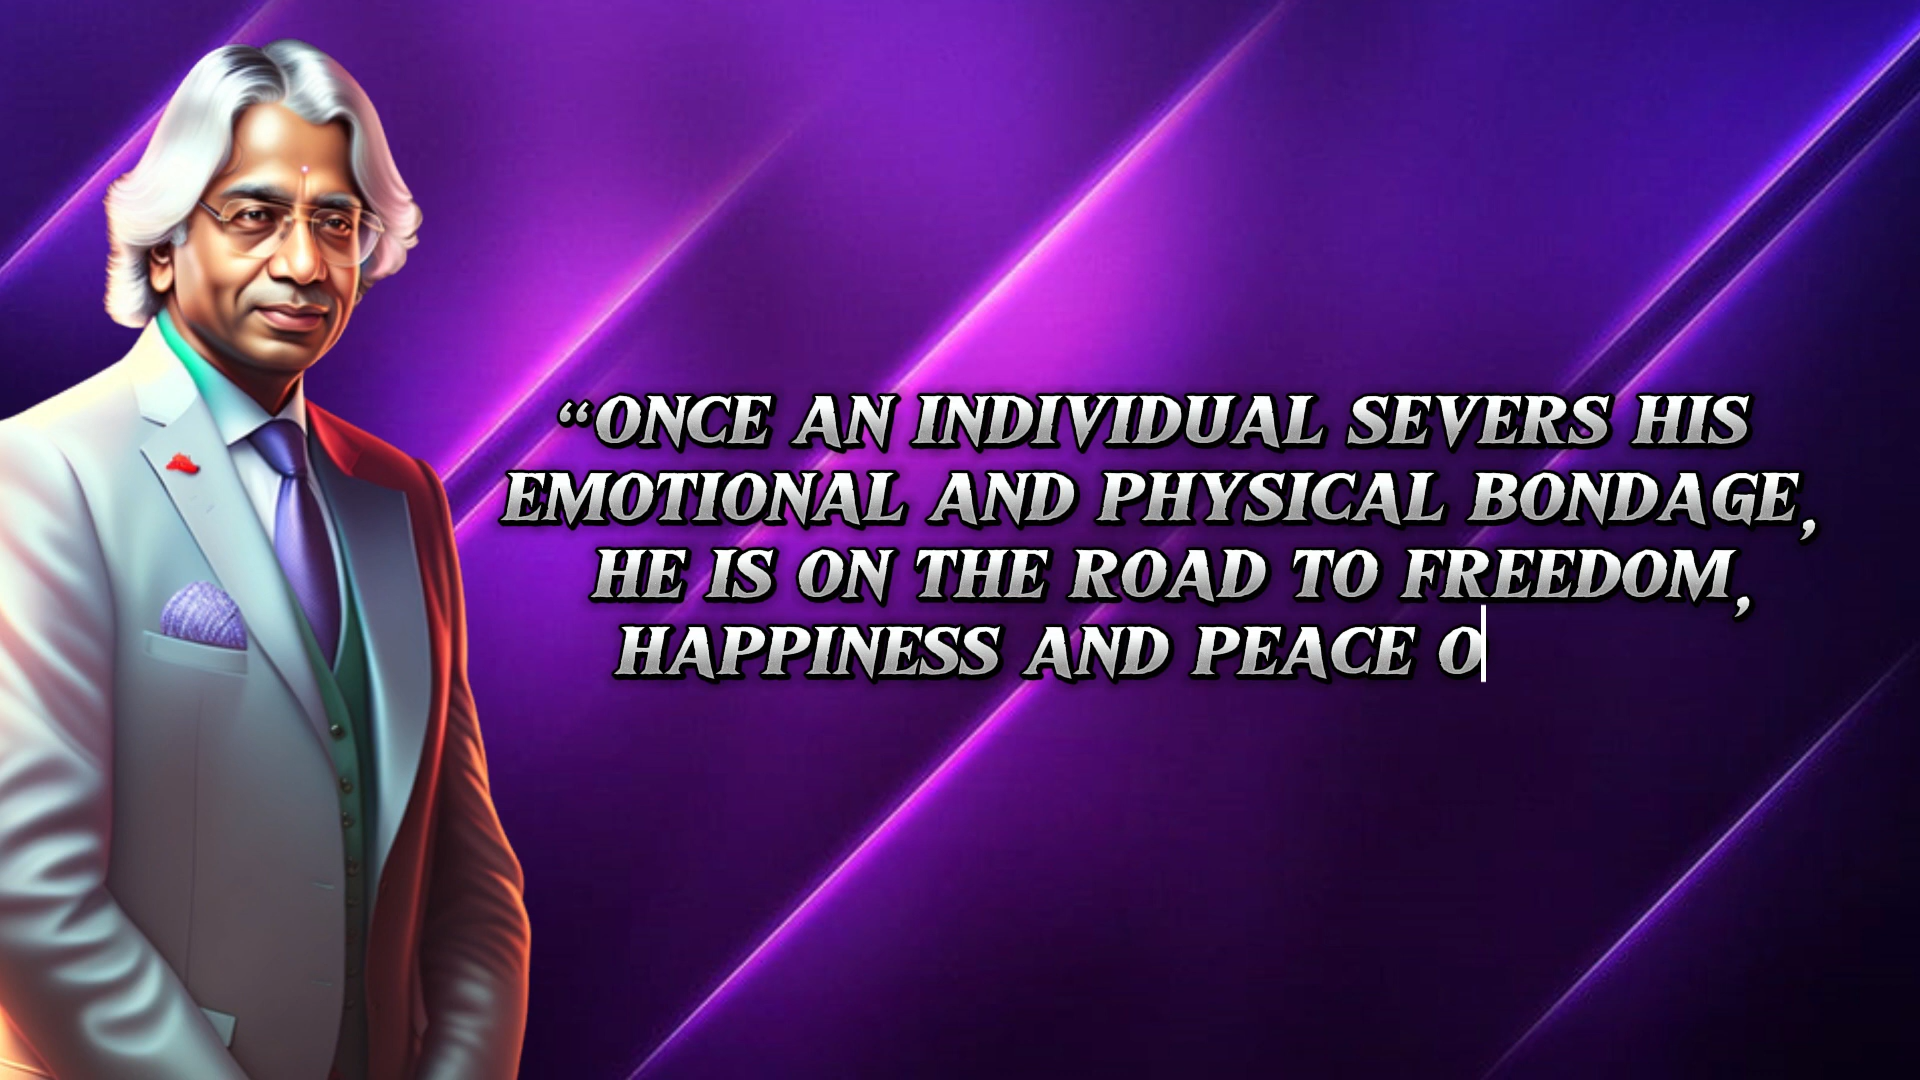 “ONCE AN INDIVIDUAL SEVERS HIS
EMOTIONAL AND PHYSICAL BONDAGE,
HE IS ON THE ROAD TO FREEDOM,
HAPPINESS AND PEACE O